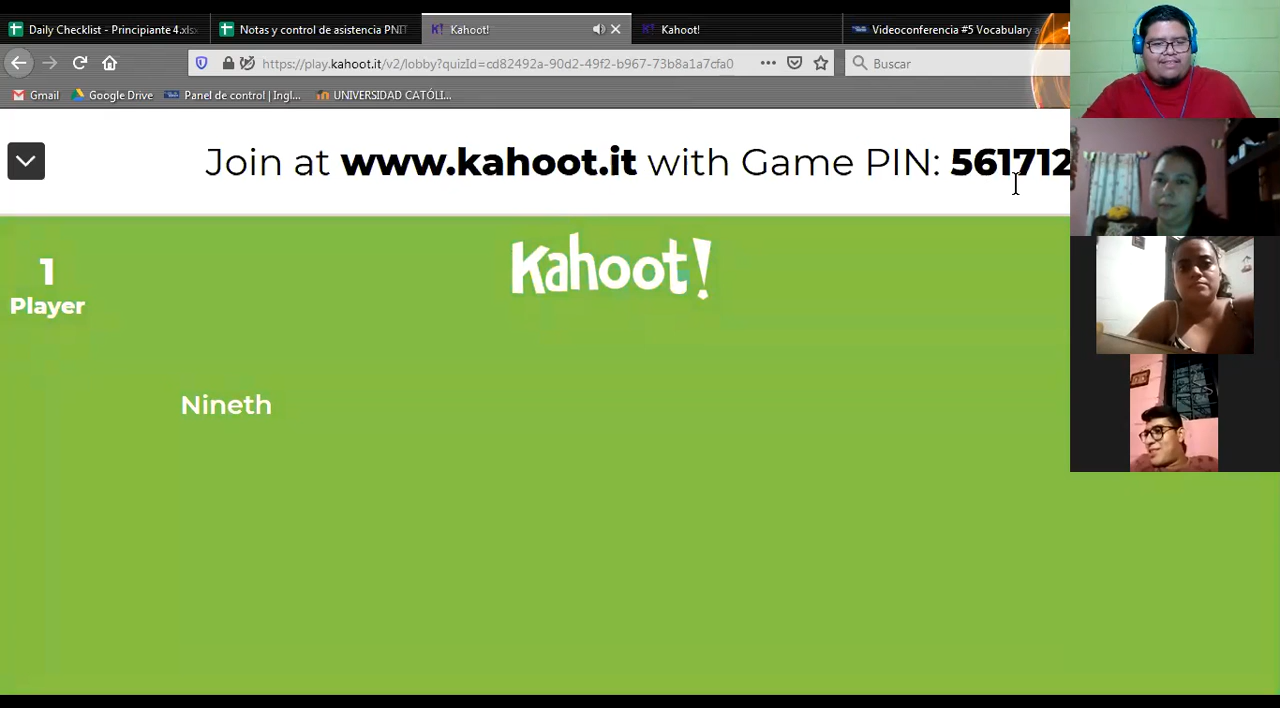 Daily Checklist - Principiante 4.xlsx
Notas y control de asistencia PNIT
Kahoot!
Kahoot!
Videoconferencia #5 Vocabulary a
https://play.kahoot.it/v2/lobby?quizId=cd82492a-90d2-49f2-b967-73b8a1a7cfa0
Buscar
Gmail
Google Drive
Panel de control | Ingl...
UNIVERSIDAD CATÓLI...
Join at www.kahoot.it with Game PIN: 561712
Kahoot!
1
Player
Nineth